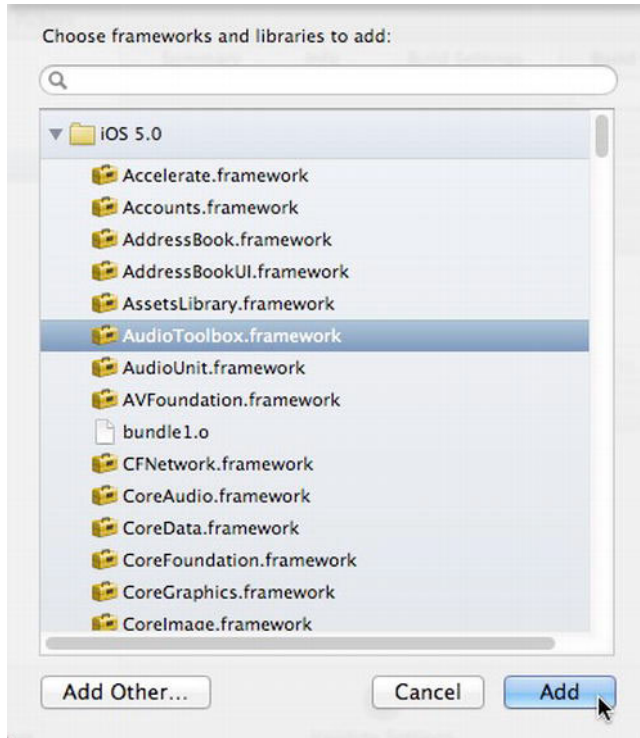 Choose frameworks and libraries to add:
iOS 5.0
Accelerate.framework
Accounts.framework
AddressBook.framework
AddressBookUI.framework
AssetsLibrary.framework
AudioToolbox.framework
AudioUnit.framework
AVFoundation.framework
bundle1.o
CFNetwork.framework
CoreAudio.framework
CoreData.framework
CoreFoundation.framework
CoreGraphics.framework
CoreImage.framework
Add Other... Cancel Add